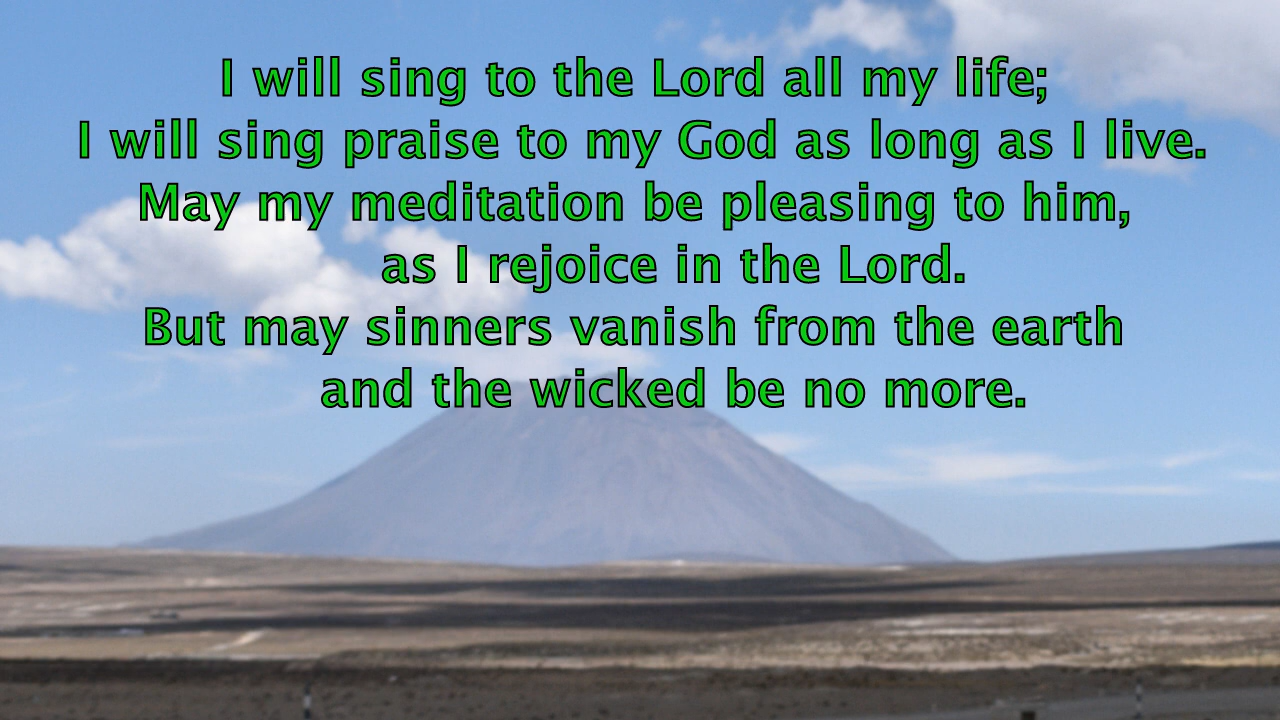 I will sing to the Lord all my life;
I will sing praise to my God as long as I live.
May my meditation be pleasing to him,
as I rejoice in the Lord.
But may sinners vanish from the earth
and the wicked be no more.